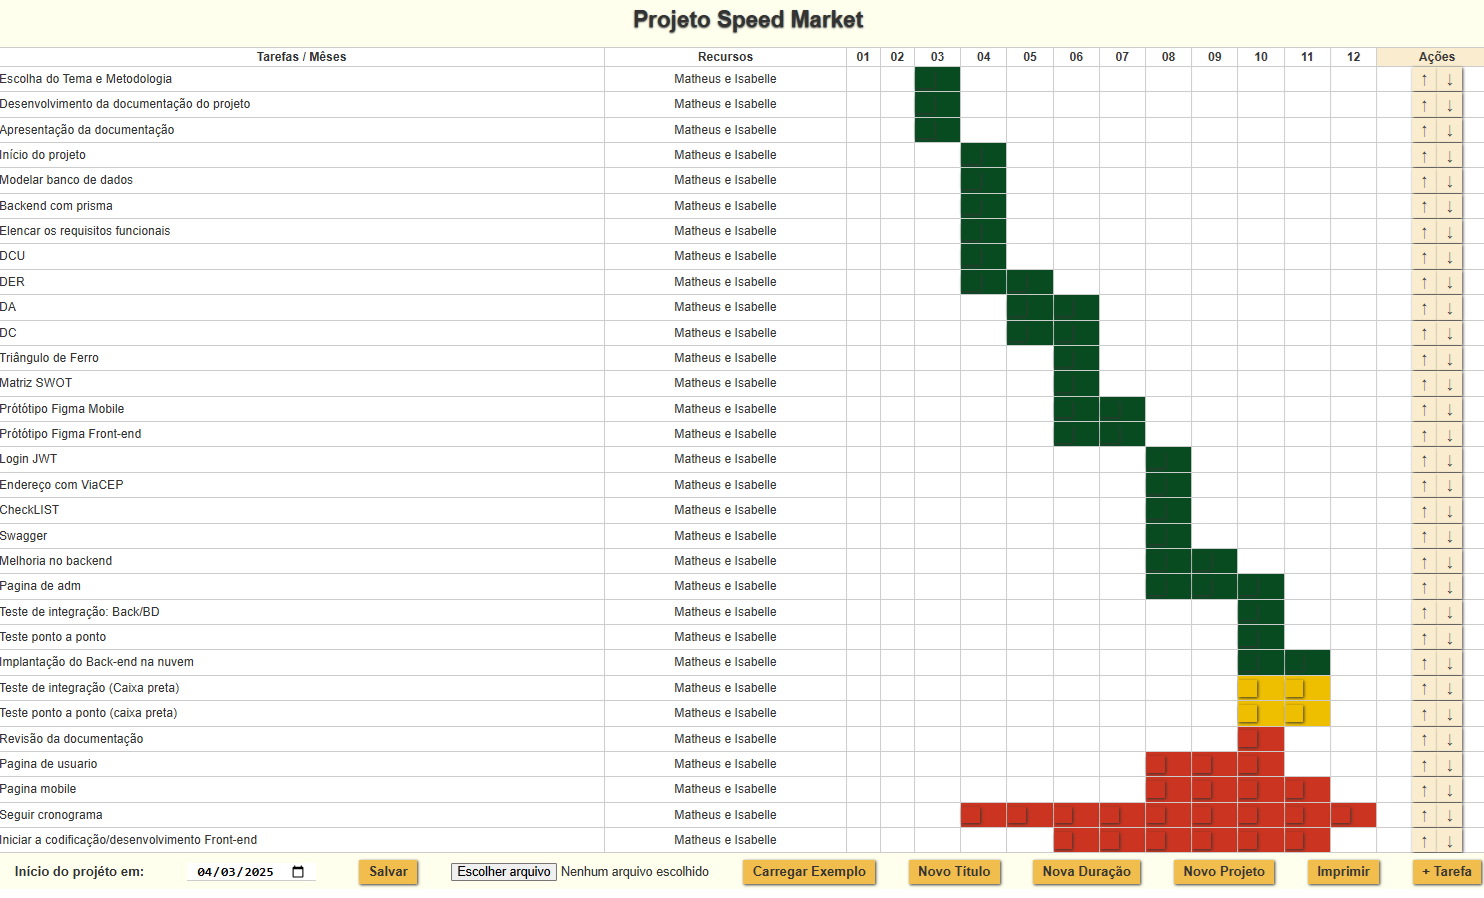 Projeto Speed Market
Tarefas / Mêses Recursos 01 02 03 04 05 06 07 08 09 10 11 12 Ações
Escolha do Tema e Metodologia Matheus e Isabelle ↑ ↓
Desenvolvimento da documentação do projeto Matheus e Isabelle ↑ ↓
Apresentação da documentação Matheus e Isabelle ↑ ↓
Início do projeto Matheus e Isabelle ↑ ↓
Modelar banco de dados Matheus e Isabelle ↑ ↓
Backend com prisma Matheus e Isabelle ↑ ↓
Elencar os requisitos funcionais Matheus e Isabelle ↑ ↓
DCU Matheus e Isabelle ↑ ↓
DER Matheus e Isabelle ↑ ↓
DA Matheus e Isabelle ↑ ↓
DC Matheus e Isabelle ↑ ↓
Triângulo de Ferro Matheus e Isabelle ↑ ↓
Matriz SWOT Matheus e Isabelle ↑ ↓
Prótótipo Figma Mobile Matheus e Isabelle ↑ ↓
Prótótipo Figma Front-end Matheus e Isabelle ↑ ↓
Login JWT Matheus e Isabelle ↑ ↓
Endereço com ViaCEP Matheus e Isabelle ↑ ↓
CheckLIST Matheus e Isabelle ↑ ↓
Swagger Matheus e Isabelle ↑ ↓
Melhoria no backend Matheus e Isabelle ↑ ↓
Pagina de adm Matheus e Isabelle ↑ ↓
Teste de integração: Back/BD Matheus e Isabelle ↑ ↓
Teste ponto a ponto Matheus e Isabelle ↑ ↓
Implantação do Back-end na nuvem Matheus e Isabelle ↑ ↓
Teste de integração (Caixa preta) Matheus e Isabelle ↑ ↓
Teste ponto a ponto (caixa preta) Matheus e Isabelle ↑ ↓
Revisão da documentação Matheus e Isabelle ↑ ↓
Pagina de usuario Matheus e Isabelle ↑ ↓
Pagina mobile Matheus e Isabelle ↑ ↓
Seguir cronograma Matheus e Isabelle ↑ ↓
Iniciar a codificação/desenvolvimento Front-end Matheus e Isabelle ↑ ↓
Início do projéto em: 04/03/2025 Salvar Escolher arquivo Nenhum arquivo escolhido Carregar Exemplo Novo Título Nova Duração Novo Projeto Imprimir + Tarefa